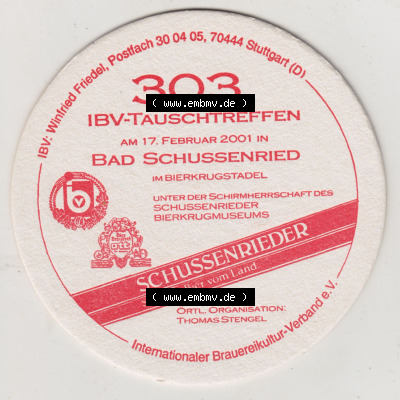 IBV: Winfried Friedel, Postfach 30 04 05, 70444 Stuttgart (D)
303
( www.embmv.de )
IBV-TAUSCHTREFFEN
AM 17. FEBRUAR 2001 IN
BAD SCHUSSENRIED
IM BIERKRUGSTADEL
UNTER DER SCHIRMHERRSCHAFT DES
SCHUSSENRIEDER
BIERKRUGMUSEUMS
ibv
SCHUSSENRIEDER
vom Land
( www.embmv.de )
ÖRTL. ORGANISATION:
THOMAS STENGEL
Internationaler Brauereikultur-Verband e.V.